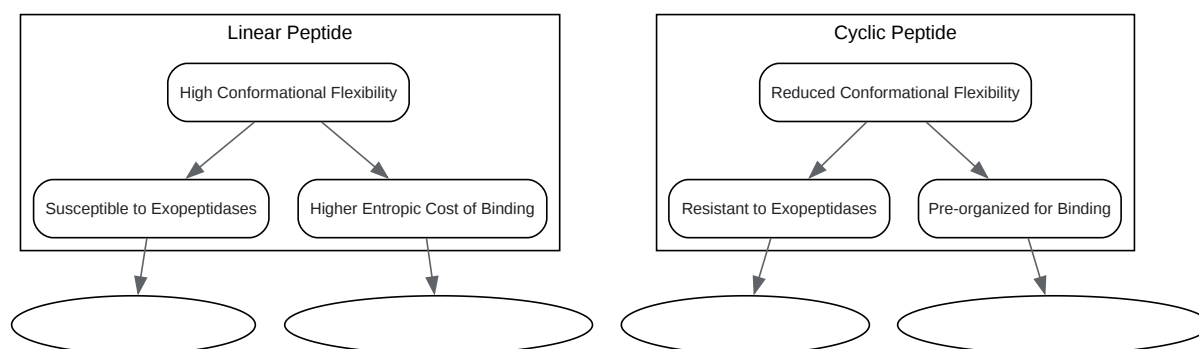 Linear Peptide
High Conformational Flexibility
Susceptible to Exopeptidases
Higher Entropic Cost of Binding
Cyclic Peptide
Reduced Conformational Flexibility
Resistant to Exopeptidases
Pre-organized for Binding